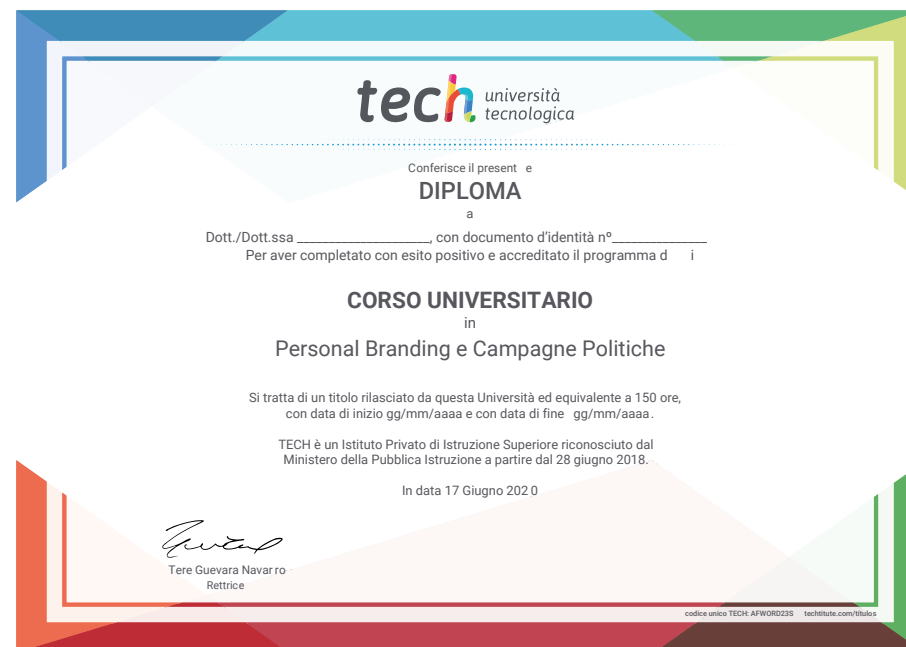 tech università
tecnologica
Conferisce il present e
DIPLOMA
a
Dott./Dott.ssa ____________________, con documento d'identità nº______________
Per aver completato con esito positivo e accreditato il programma d i
CORSO UNIVERSITARIO
in
Personal Branding e Campagne Politiche
Si tratta di un titolo rilasciato da questa Università ed equivalente a 150 ore,
con data di inizio gg/mm/aaaa e con data di fine gg/mm/aaaa.
TECH è un Istituto Privato di Istruzione Superiore riconosciuto dal
Ministero della Pubblica Istruzione a partire dal 28 giugno 2018.
In data 17 Giugno 2020
Tere Guevara Navarro
Rettrice
codice unico TECH: AFWORD23S techtitute.com/titulos